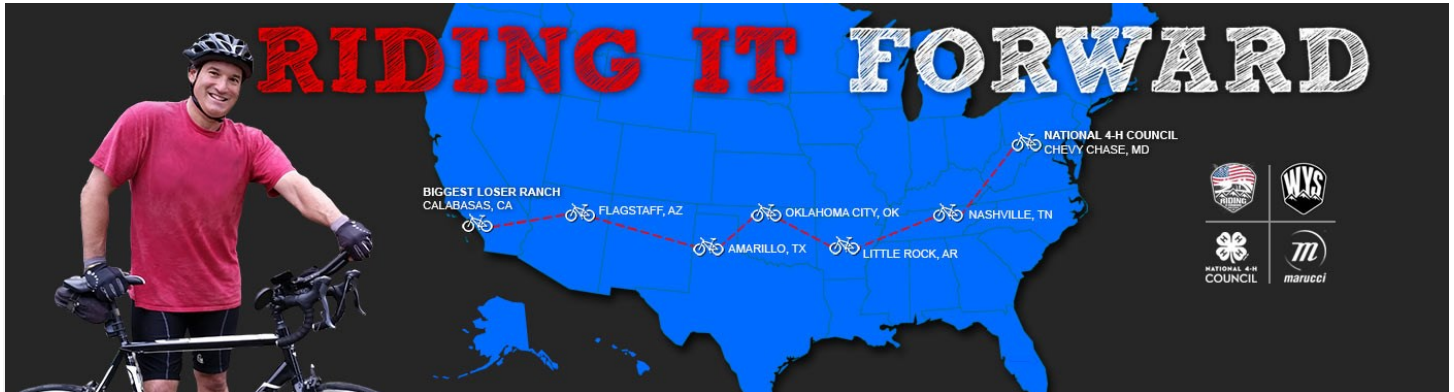 RIDING IT FORWARD
NATIONAL 4-H COUNCIL
CHEVY CHASE, MD
BIGGEST LOSER RANCH
CALABASAS, CA
FLAGSTAFF, AZ
OKLAHOMA CITY, OK
NASHVILLE, TN
AMARILLO, TX
LITTLE ROCK, AR
RIDING
WYS
NATIONAL 4-H
COUNCIL
m
marucci